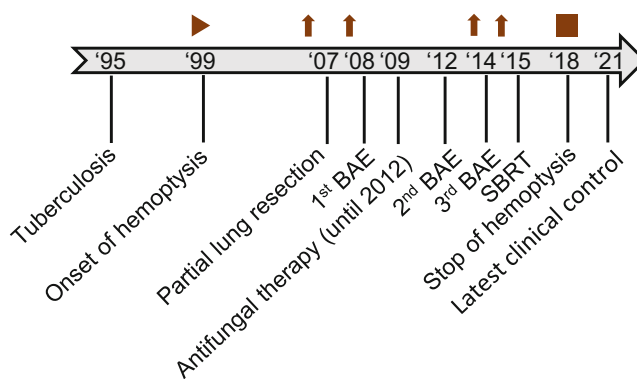 ‘95 ‘99 ‘07 ‘08 ‘09 ‘12 ‘14 ‘15 ‘18 ‘21
Tuberculosis
Onset of hemoptysis
Partial lung resection
1st BAE
Antifungal therapy (until 2012)
2nd BAE
3rd BAE
SBRT
Stop of hemoptysis
Latest clinical control